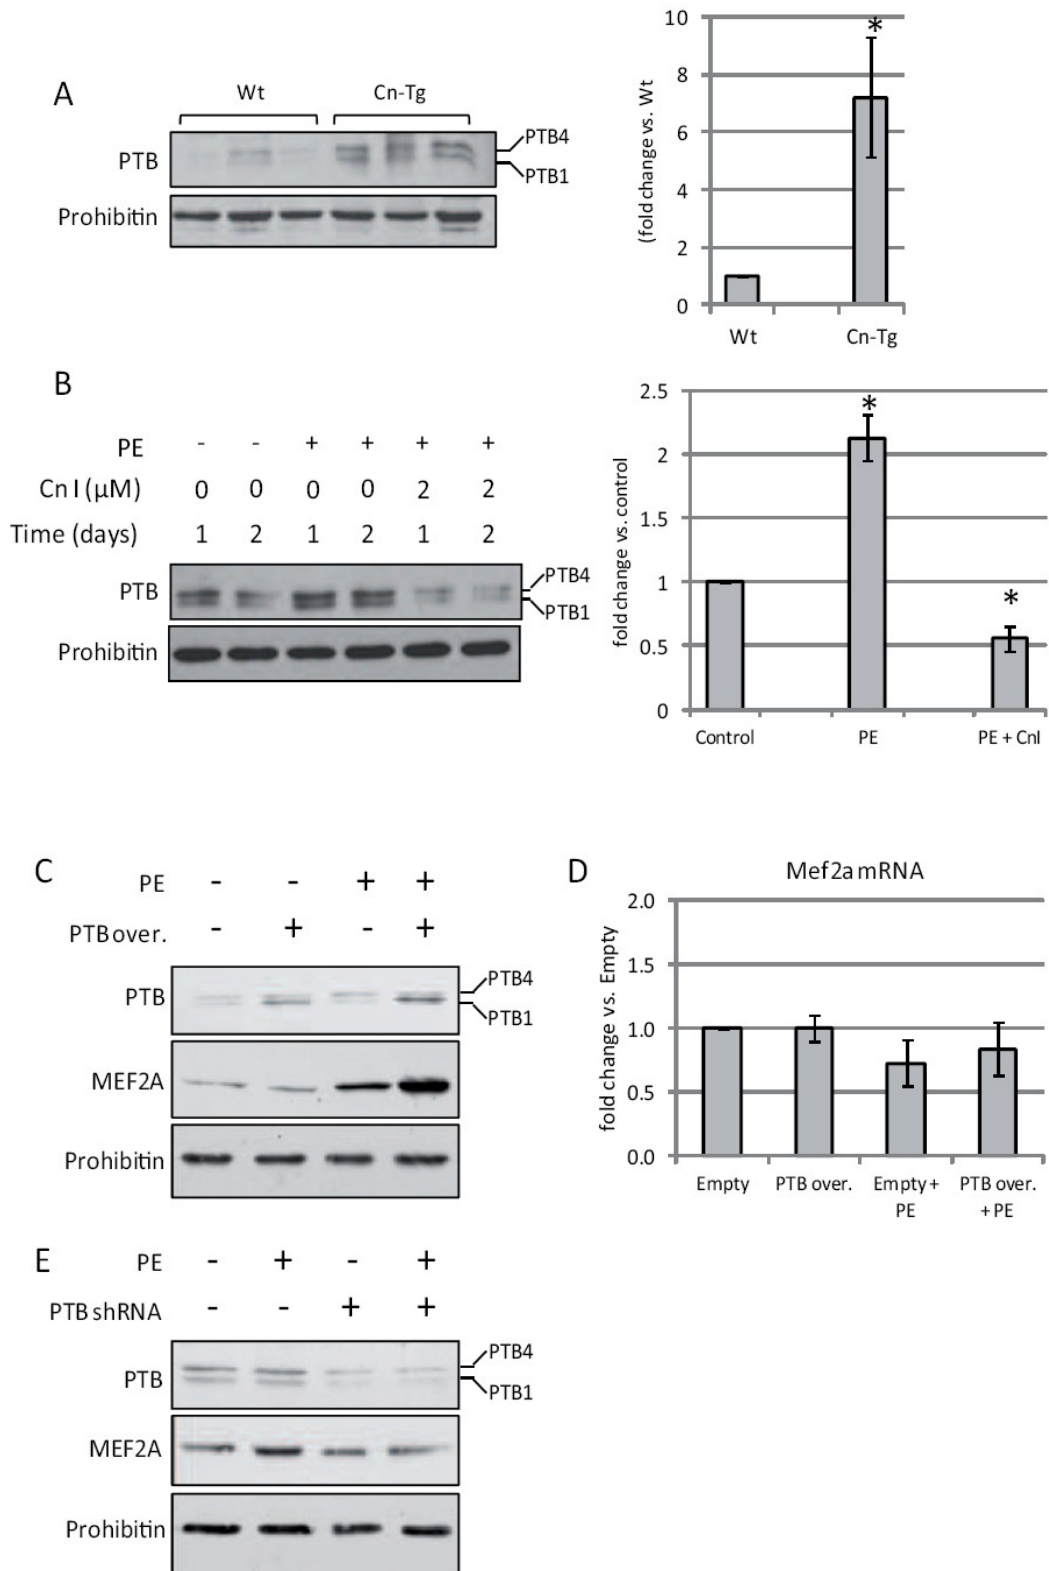 A
Wt Cn-Tg
PTB
PTB4
PTB1
Prohibitin
(fold change vs. Wt
10
8
6
4
2
0
*
Wt Cn-Tg
B
PE - - + + + +
Cn I (µM) 0 0 0 0 2 2
Time (days) 1 2 1 2 1 2
PTB
PTB4
PTB1
Prohibitin
fold change vs. control
2.5
2
1.5
1
0.5
0
*
*
Control PE PE + CnI
C
PE - - + +
PTB over. - + - +
PTB
PTB4
PTB1
MEF2A
Prohibitin
D
Mef2a mRNA
fold change vs. Empty
2.0
1.5
1.0
0.5
0.0
Empty PTB over. Empty + PTB over.
PE + PE
E
PE - + - +
PTB shRNA - - + +
PTB
PTB4
PTB1
MEF2A
Prohibitin